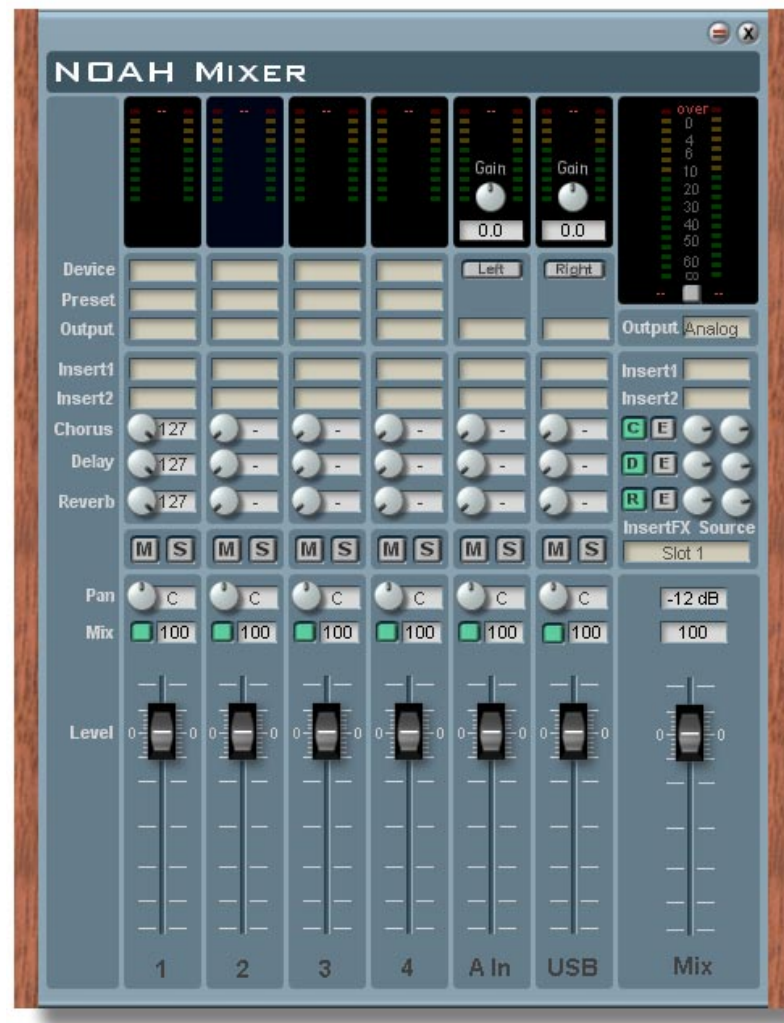 X
NOAH MIXER
-- -- -- -- -- -- over
0
4
6
10
20
30
40
50
60
∞
-- --
Gain Gain
0.0 0.0
Device Left Right
Preset
Output Output Analog
Insert1 Insert1
Insert2 Insert2
Chorus 127 - - - - - C E
Delay 127 - - - - - D E
Reverb 127 - - - - - R E
InsertFX Source
M S M S M S M S M S M S Slot 1
Pan C C C C C C -12 dB
Mix 100 100 100 100 100 100 100
Level 0 0 0 0 0 0 0 0 0 0 0 0 0 0
1 2 3 4 A In USB Mix